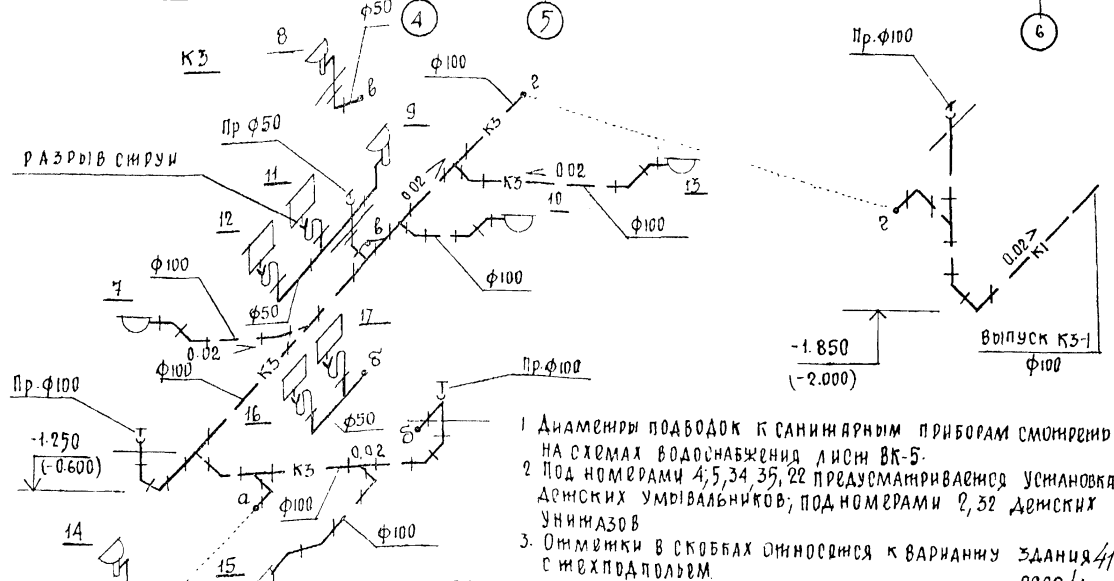 ф50
4
5
6
8
К3
в
ф100
г
Пр.ф100
9
Пр ф50
К3
РАЗРЫВ СТРУИ
11
0.02
0.02
К3
13
12
10
в
ф100
г
0.02
К1
ф100
ф100
7
ф50
17
0.02
К3
-1.850
(-2.000)
ВЫПУСК К3-1
ф100
ф100
б
Пр.ф100
Пр.ф100
16
ф50
б
-1.250
(-0.600)
К3
0.02
а
ф100
ф100
14
15
1 Диаметры подводок к санитарным приборам смотреть
на схемах водоснабжения лист ВК-5.
2 Под номерами 4,5,34,35,22 предусматривается установка
детских умывальников; под номерами 2,32 детских
унитазов
3. Отметки в скобках относятся к варианту здания
с техподпольем